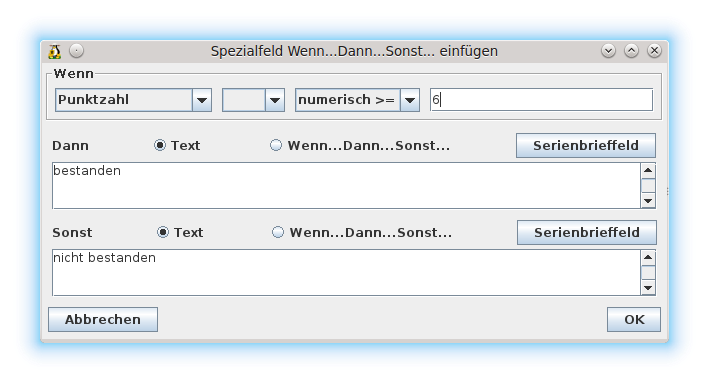 Spezialfeld Wenn...Dann...Sonst... einfügen
Wenn
Punktzahl numerisch >= 6
Dann Text Wenn...Dann...Sonst... Serienbrieffeld
bestanden
Sonst Text Wenn...Dann...Sonst... Serienbrieffeld
nicht bestanden
Abbrechen OK